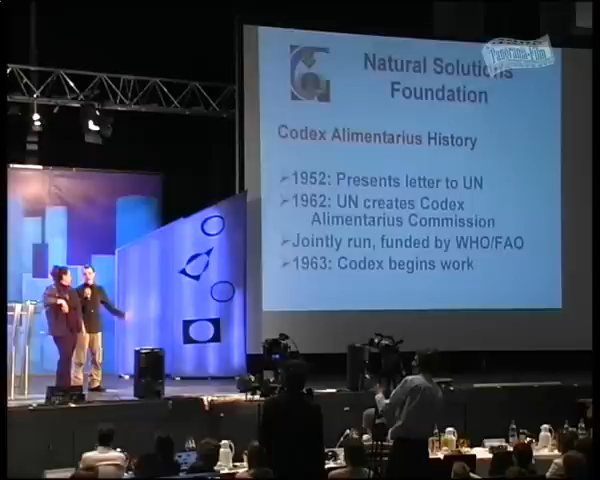 Panorama-Film
Natural Solutions
Foundation
Codex Alimentarius History
➢1952: Presents letter to UN
➢1962: UN creates Codex
Alimentarius Commission
➢Jointly run, funded by WHO/FAO
➢1963: Codex begins work